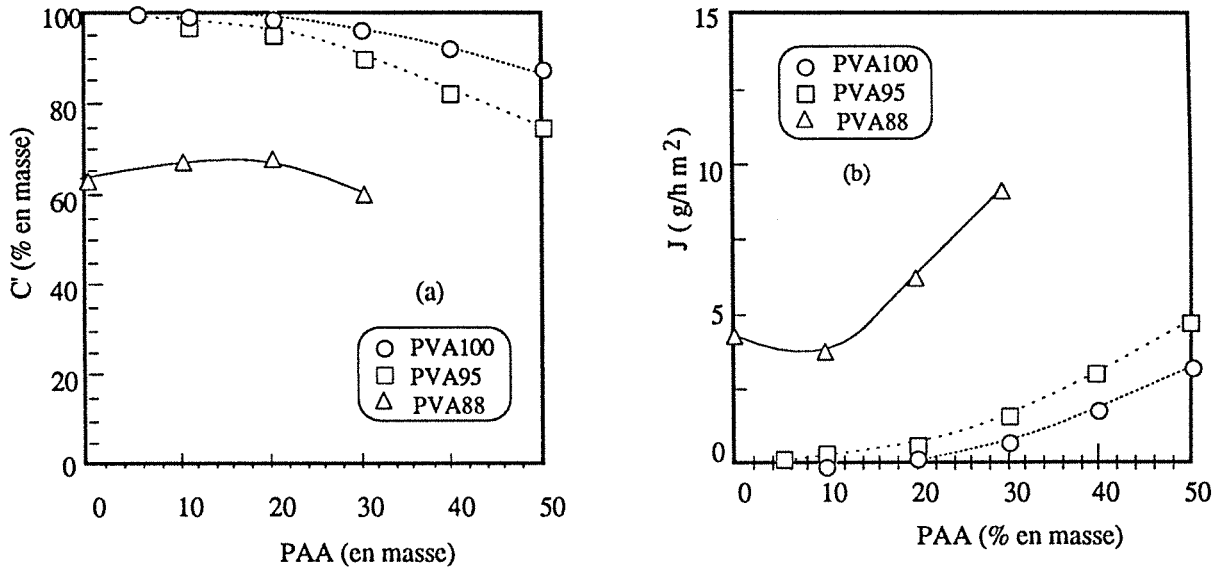 100
80
60
40
20
0
C' (% en masse)
(a)
PVA100
PVA95
PVA88
0 10 20 30 40 50
PAA (en masse)
15
10
5
0
J ( g/h m 2 )
PVA100
PVA95
PVA88
(b)
0 10 20 30 40 50
PAA (% en masse)